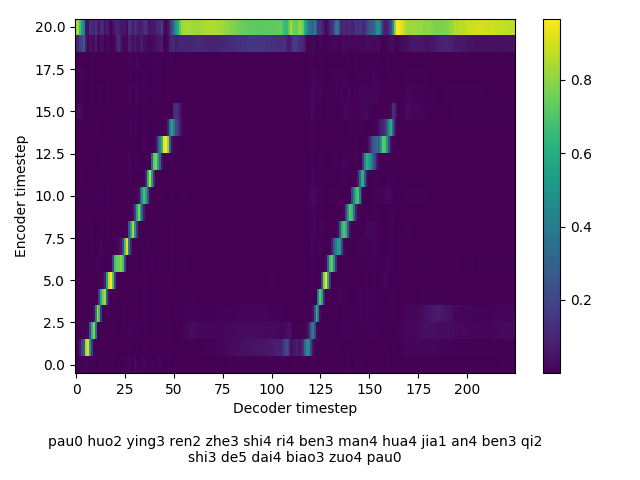 20.0
17.5
15.0
12.5
10.0
7.5
5.0
2.5
0.0
Encoder timestep
0 25 50 75 100 125 150 175 200
Decoder timestep
0.8
0.6
0.4
0.2
pau0 huo2 ying3 ren2 zhe3 shi4 ri4 ben3 man4 hua4 jia1 an4 ben3 qi2
shi3 de5 dai4 biao3 zuo4 pau0